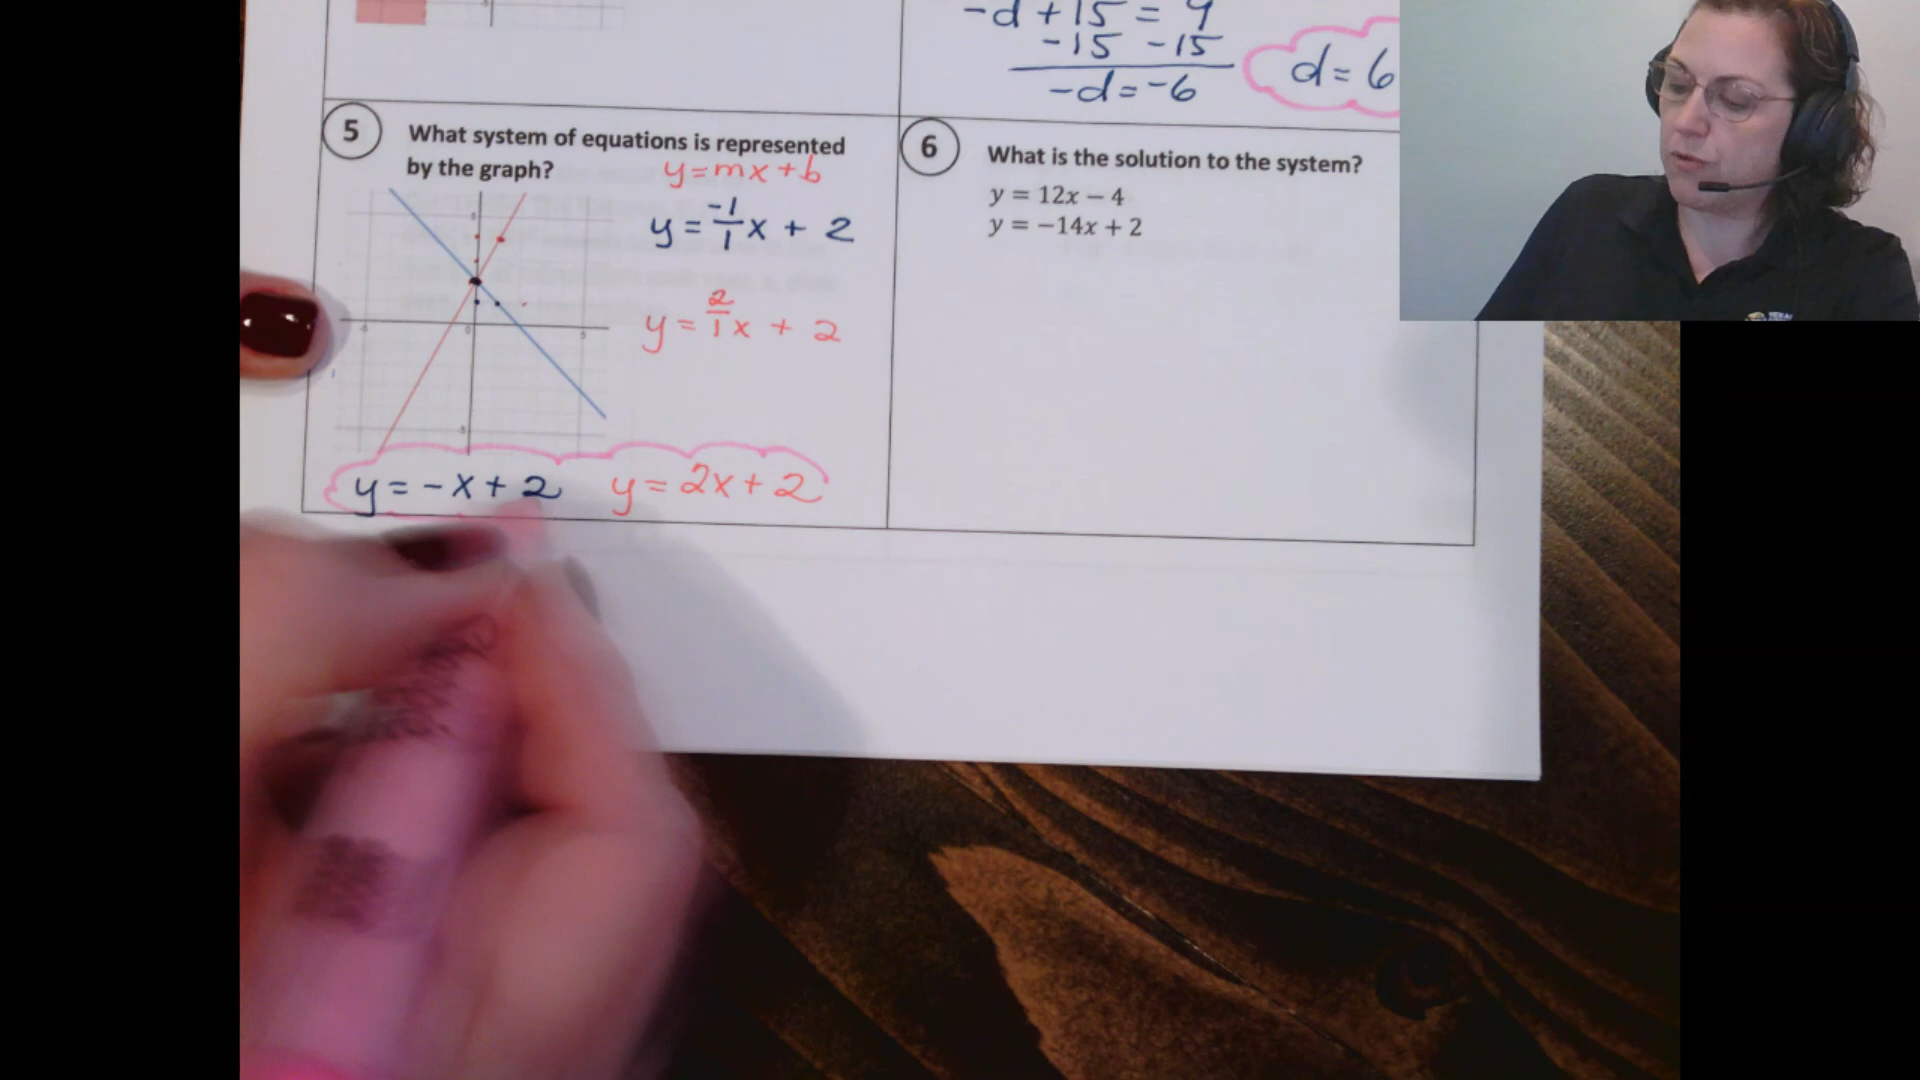 -d + 15 = 9
-15 -15
-d = -6
d = 6
5
What system of equations is represented
by the graph?
y = mx + b
y = -1/1 x + 2
y = 2/1 x + 2
y = -x + 2 y = 2x + 2
6
What is the solution to the system?
y = 12x − 4
y = −14x + 2